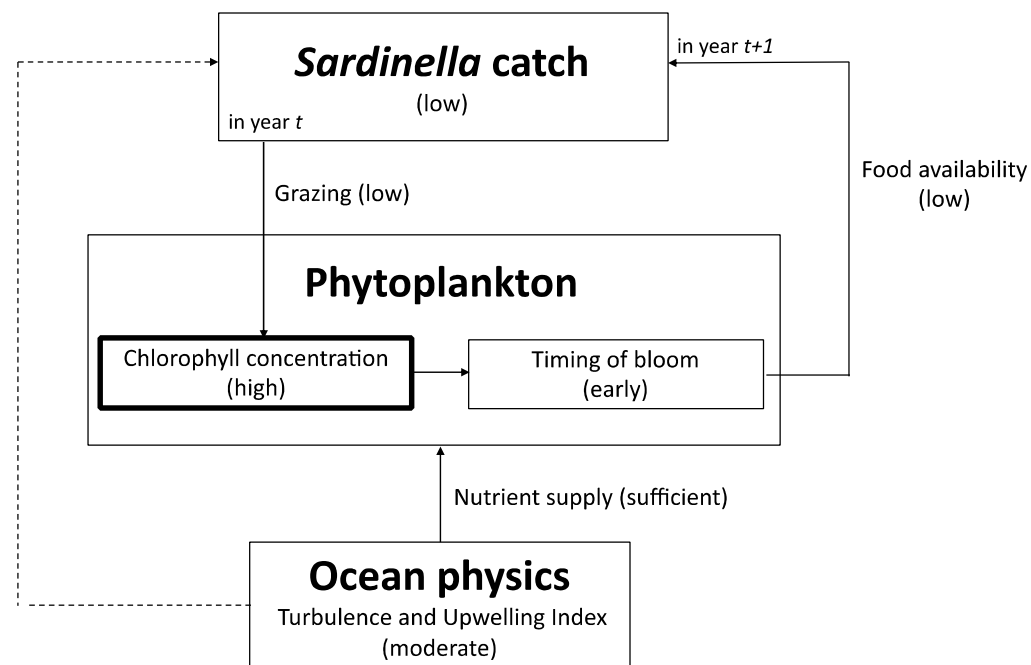 in year t+1
Sardinella catch
(low)
in year t
Grazing (low)
Food availability
(low)
Phytoplankton
Chlorophyll concentration
(high)
Timing of bloom
(early)
Nutrient supply (sufficient)
Ocean physics
Turbulence and Upwelling Index
(moderate)